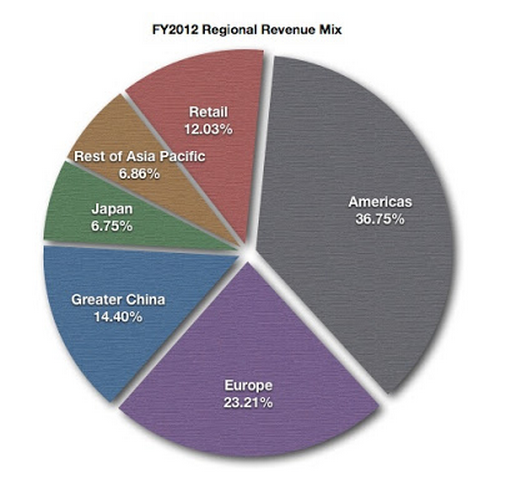 FY2012 Regional Revenue Mix
Retail
12.03%
Rest of Asia Pacific
6.86%
Americas
36.75%
Japan
6.75%
Greater China
14.40%
Europe
23.21%